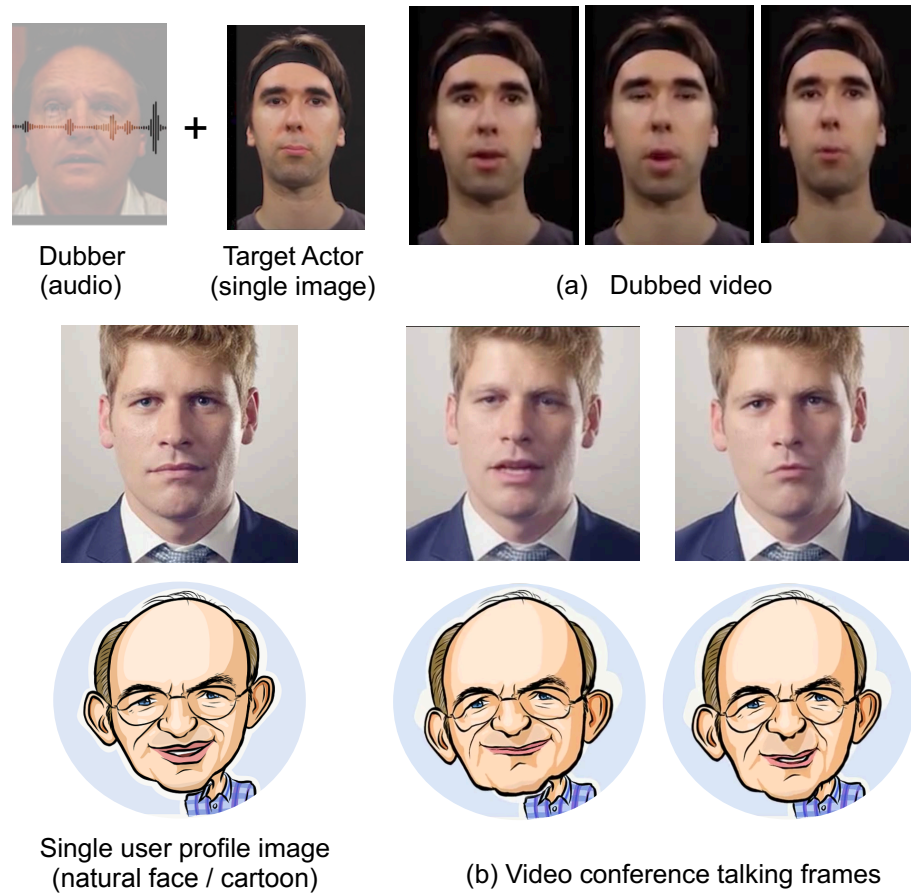 +
Dubber
(audio)
Target Actor
(single image)
(a) Dubbed video
Single user profile image
(natural face / cartoon)
(b) Video conference talking frames